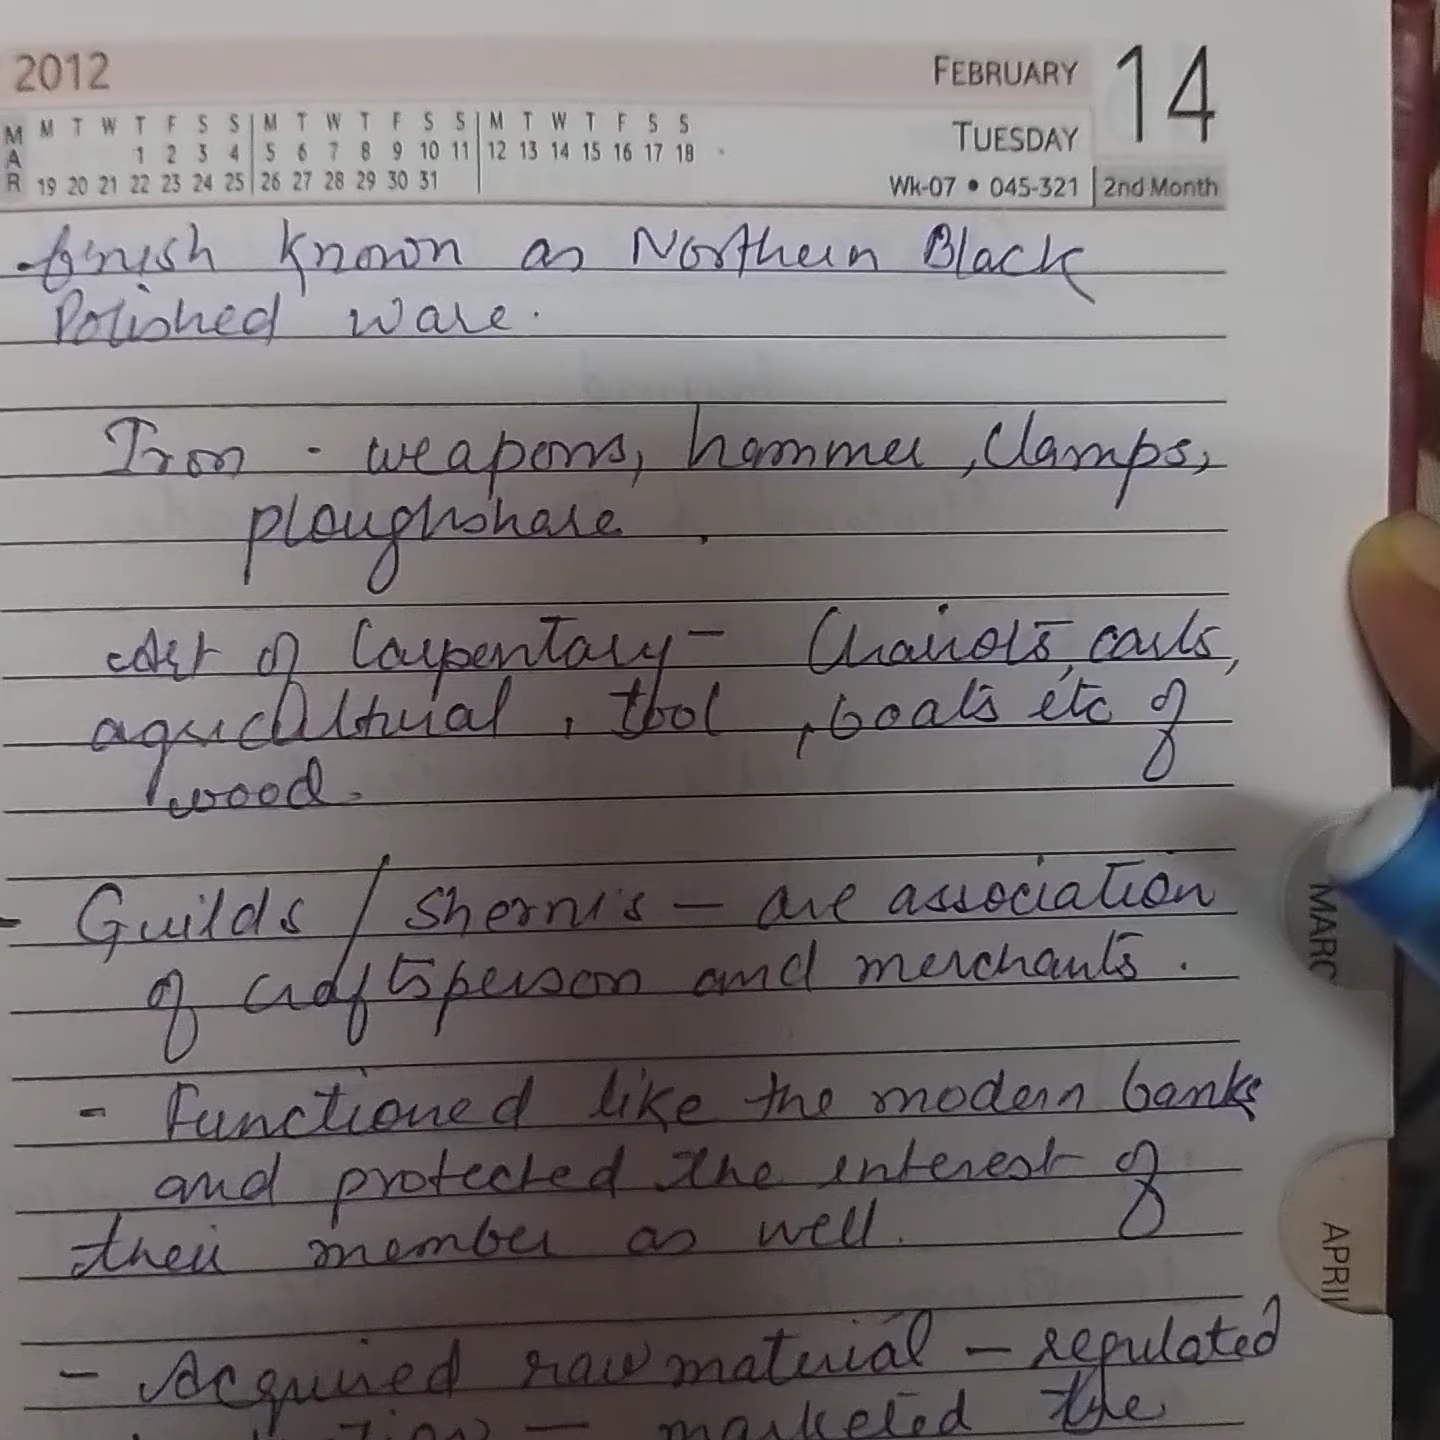 2012 FEBRUARY 14
M T W T F S S M T W T F S S M T W T F S S
MAR 1 2 3 4 5 6 7 8 9 10 11 12 13 14 15 16 17 18
TUESDAY
19 20 21 22 23 24 25 26 27 28 29 30 31
Wk-07 • 045-321 2nd Month
finish known as Northern Black
Polished ware.
Iron - weapons, hammer, Clamps,
ploughshare.
Art of Carpentary - Chariots, carts,
agricultural, tool, boats etc of
wood.
- Guilds / Shernis - are association
of craftsperson and merchants.
- Functioned like the modern banks
and protected the interest of
their member as well.
- Acquired raw material - regulated
- marketed the
MARC
APRIL